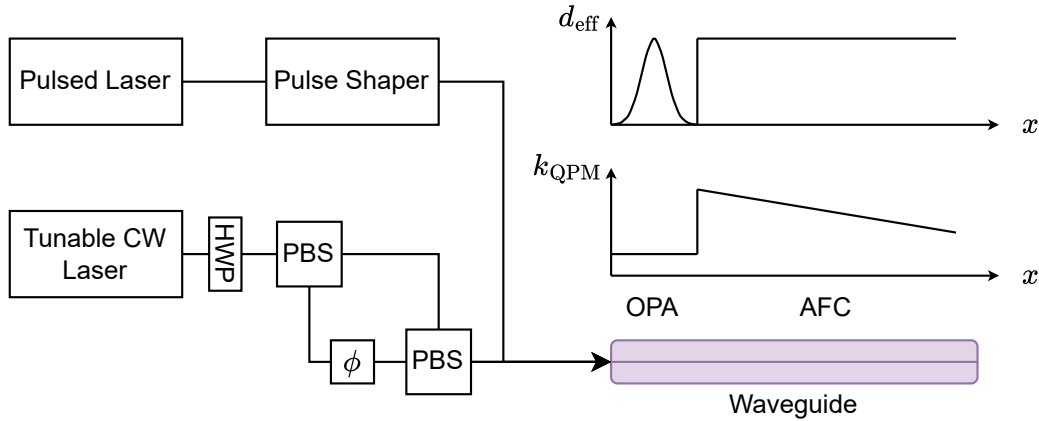 Pulsed Laser
Pulse Shaper
d_eff
x
k_QPM
x
Tunable CW
Laser
HWP
PBS
ϕ
PBS
OPA
AFC
Waveguide